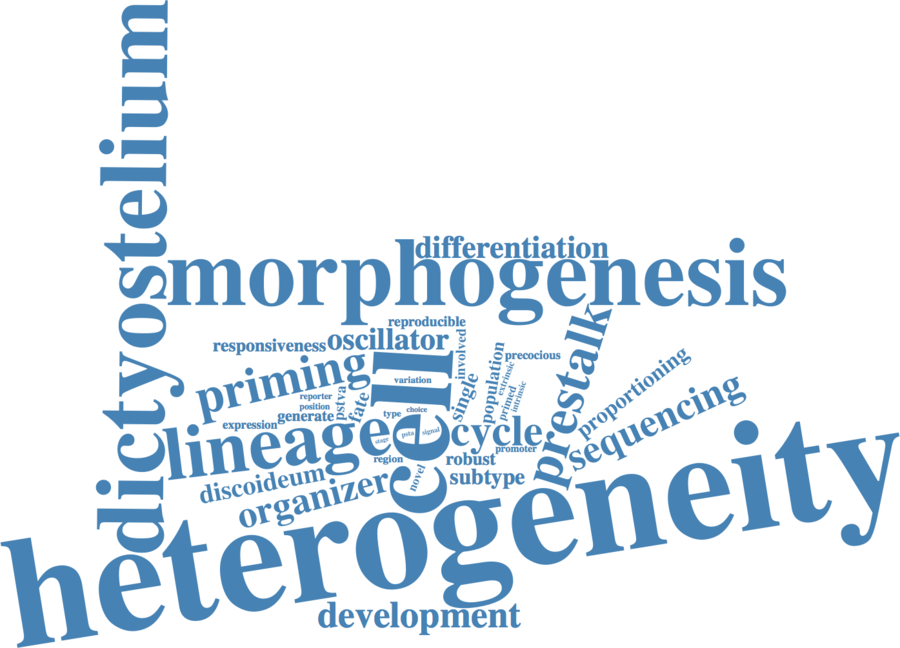 dictyostelium
differentiation
morphogenesis
reproducible
responsiveness
oscillator
involved
cell
variation
priming
reporter
position
pstva
fate
single
population
precocious
extrinsic
primed
intrinsic
prestalk
proportioning
sequencing
expression
generate
type
choice
lineage
stage
psta
signal
cycle
promoter
region
robust
novel
subtype
discoideum
organizer
heterogeneity
development